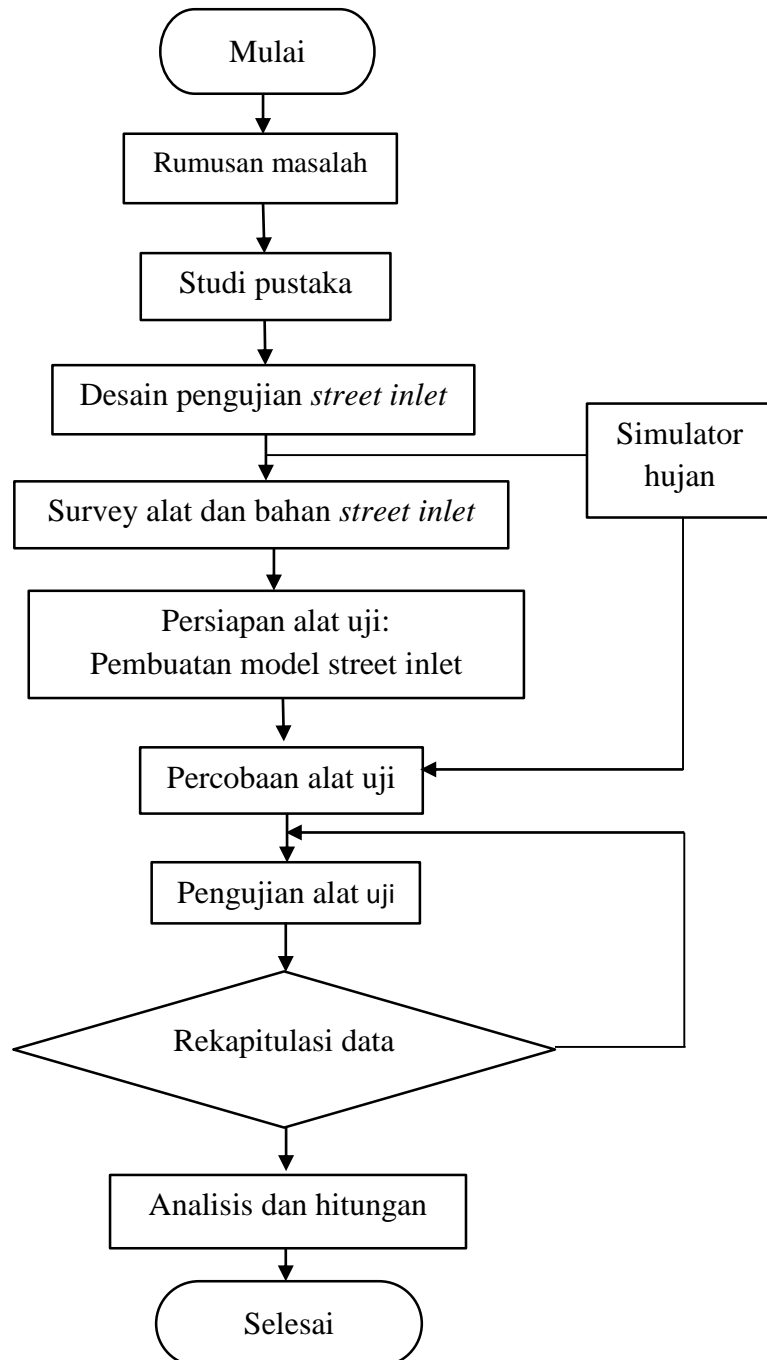 Mulai
Rumusan masalah
Studi pustaka
Desain pengujian street inlet
Simulator
hujan
Survey alat dan bahan street inlet
Persiapan alat uji:
Pembuatan model street inlet
Percobaan alat uji
Pengujian alat uji
Rekapitulasi data
Analisis dan hitungan
Selesai